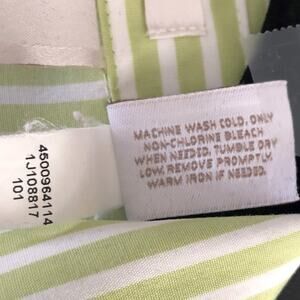 MACHINE WASH COLD. ONLY
NON-CHLORINE BLEACH
WHEN NEEDED. TUMBLE DRY
LOW. REMOVE PROMPTLY.
WARM IRON IF NEEDED.
4500964114
1J108817
101